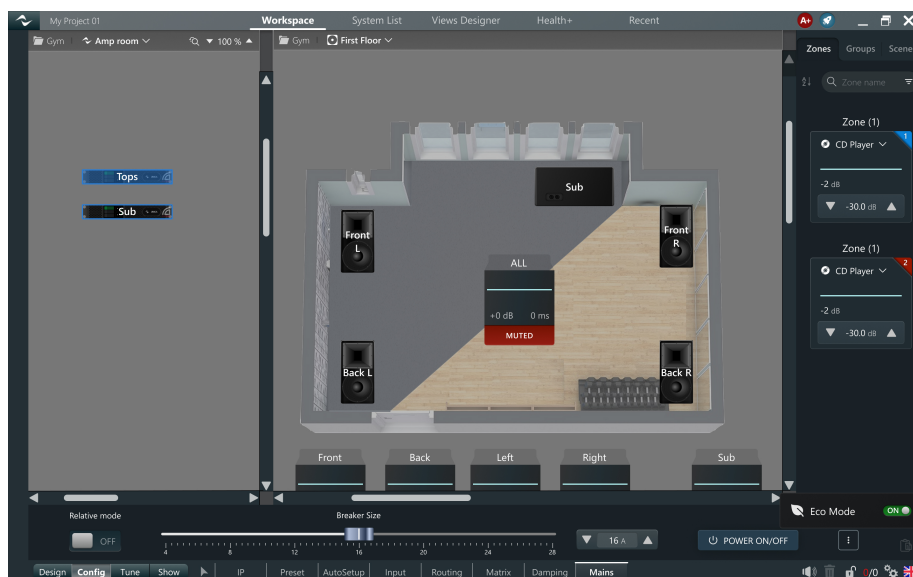 My Project 01
Workspace
System List
Views Designer
Health+
Recent
A+
Gym
Amp room
100 %
Gym
First Floor
Zones
Groups
Scene
Zone name
Tops
Sub
Sub
Front
L
Front
R
ALL
+0 dB 0 ms
MUTED
Back L
Back R
Front
Back
Left
Right
Sub
Zone (1)
1
CD Player
-2 dB
-30.0 dB
Zone (1)
2
CD Player
-2 dB
-30.0 dB
Eco Mode
ON
Relative mode
OFF
Breaker Size
4 8 12 16 20 24 28
16 A
POWER ON/OFF
Design
Config
Tune
Show
IP
Preset
AutoSetup
Input
Routing
Matrix
Damping
Mains
0/0